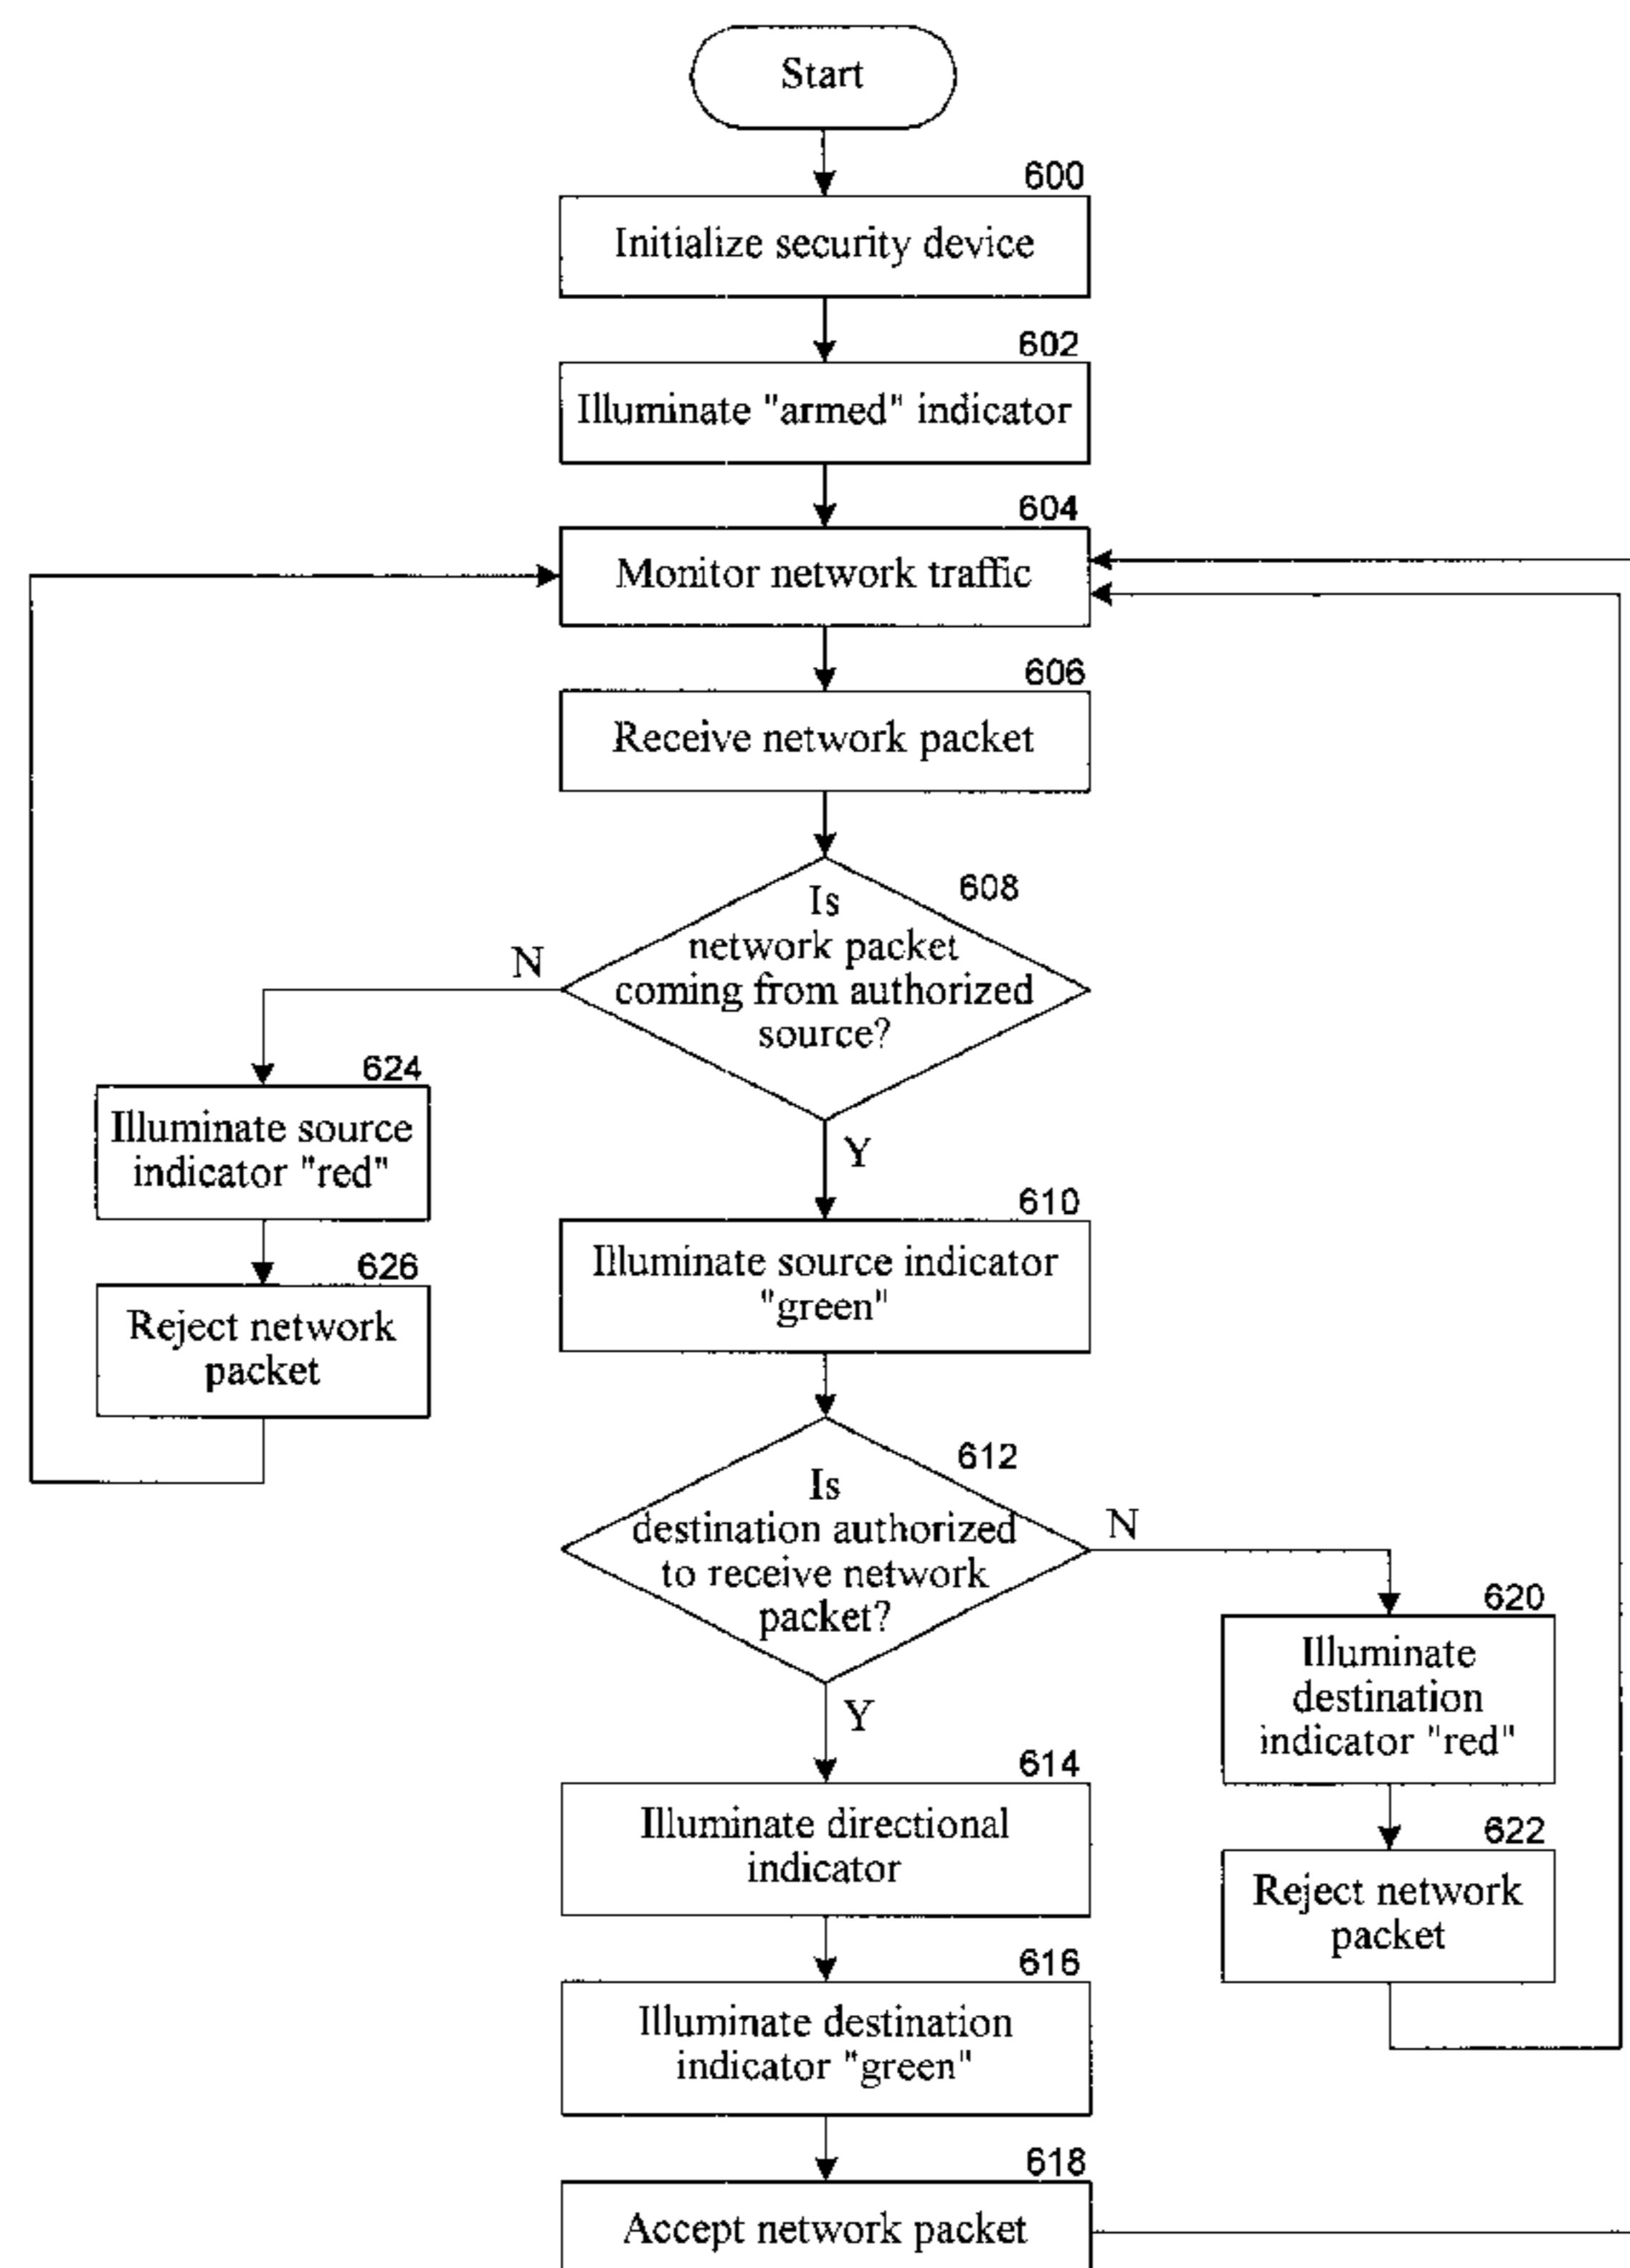 Start
600
Initialize security device
602
Illuminate "armed" indicator
604
Monitor network traffic
606
Receive network packet
608
Is
network packet
coming from authorized
source?
N
Y
624
Illuminate source
indicator "red"
626
Reject network
packet
610
Illuminate source indicator
"green"
612
Is
destination authorized
to receive network
packet?
N
Y
620
Illuminate
destination
indicator "red"
622
Reject network
packet
614
Illuminate directional
indicator
616
Illuminate destination
indicator "green"
618
Accept network packet